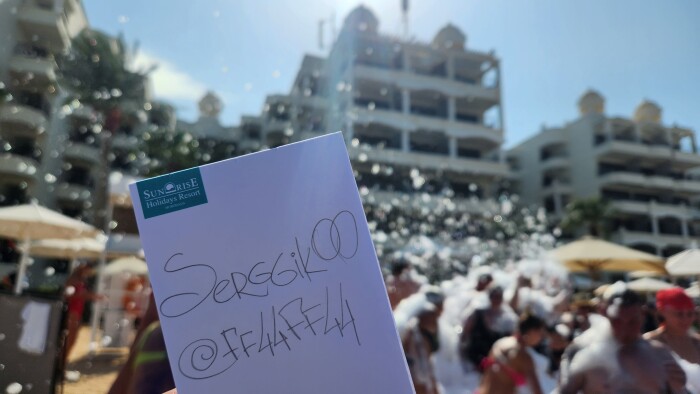 SUNRISE
Holidays Resort
Serggik00
@ff44ff44